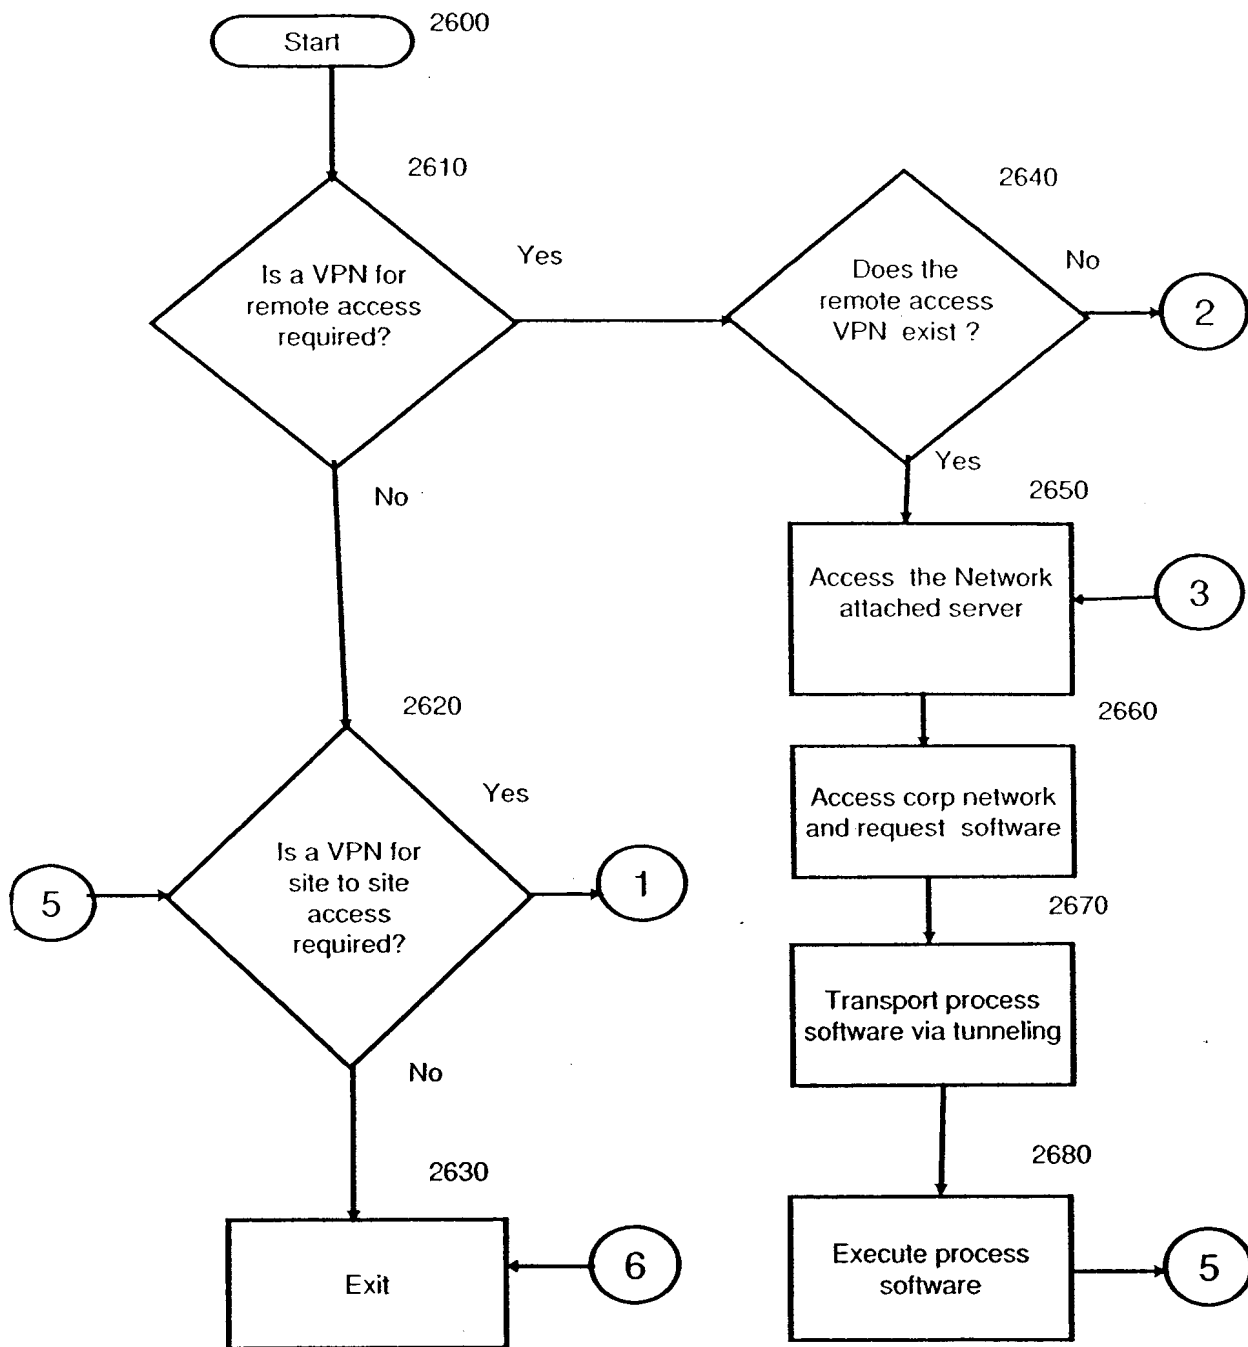 Start
2600
2610
Is a VPN for
remote access
required?
Yes
No
2640
Does the
remote access
VPN exist ?
No
2
Yes
2650
Access the Network
attached server
3
2660
Access corp network
and request software
2670
Transport process
software via tunneling
2680
Execute process
software
5
2620
Is a VPN for
site to site
access
required?
Yes
5
1
No
2630
Exit
6